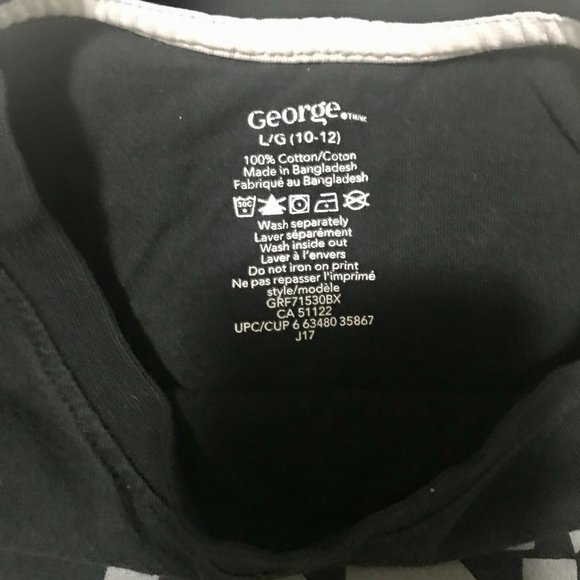 George
L/G (10-12)
100% Cotton/Coton
Made in Bangladesh
Fabriqué au Bangladesh
30C
Wash separately
Laver séparément
Wash inside out
Laver à l'envers
Do not iron on print
Ne pas repasser l'imprimé
style/modèle
GRF71530BX
CA 51122
UPC/CUP 6 63480 35867
J17